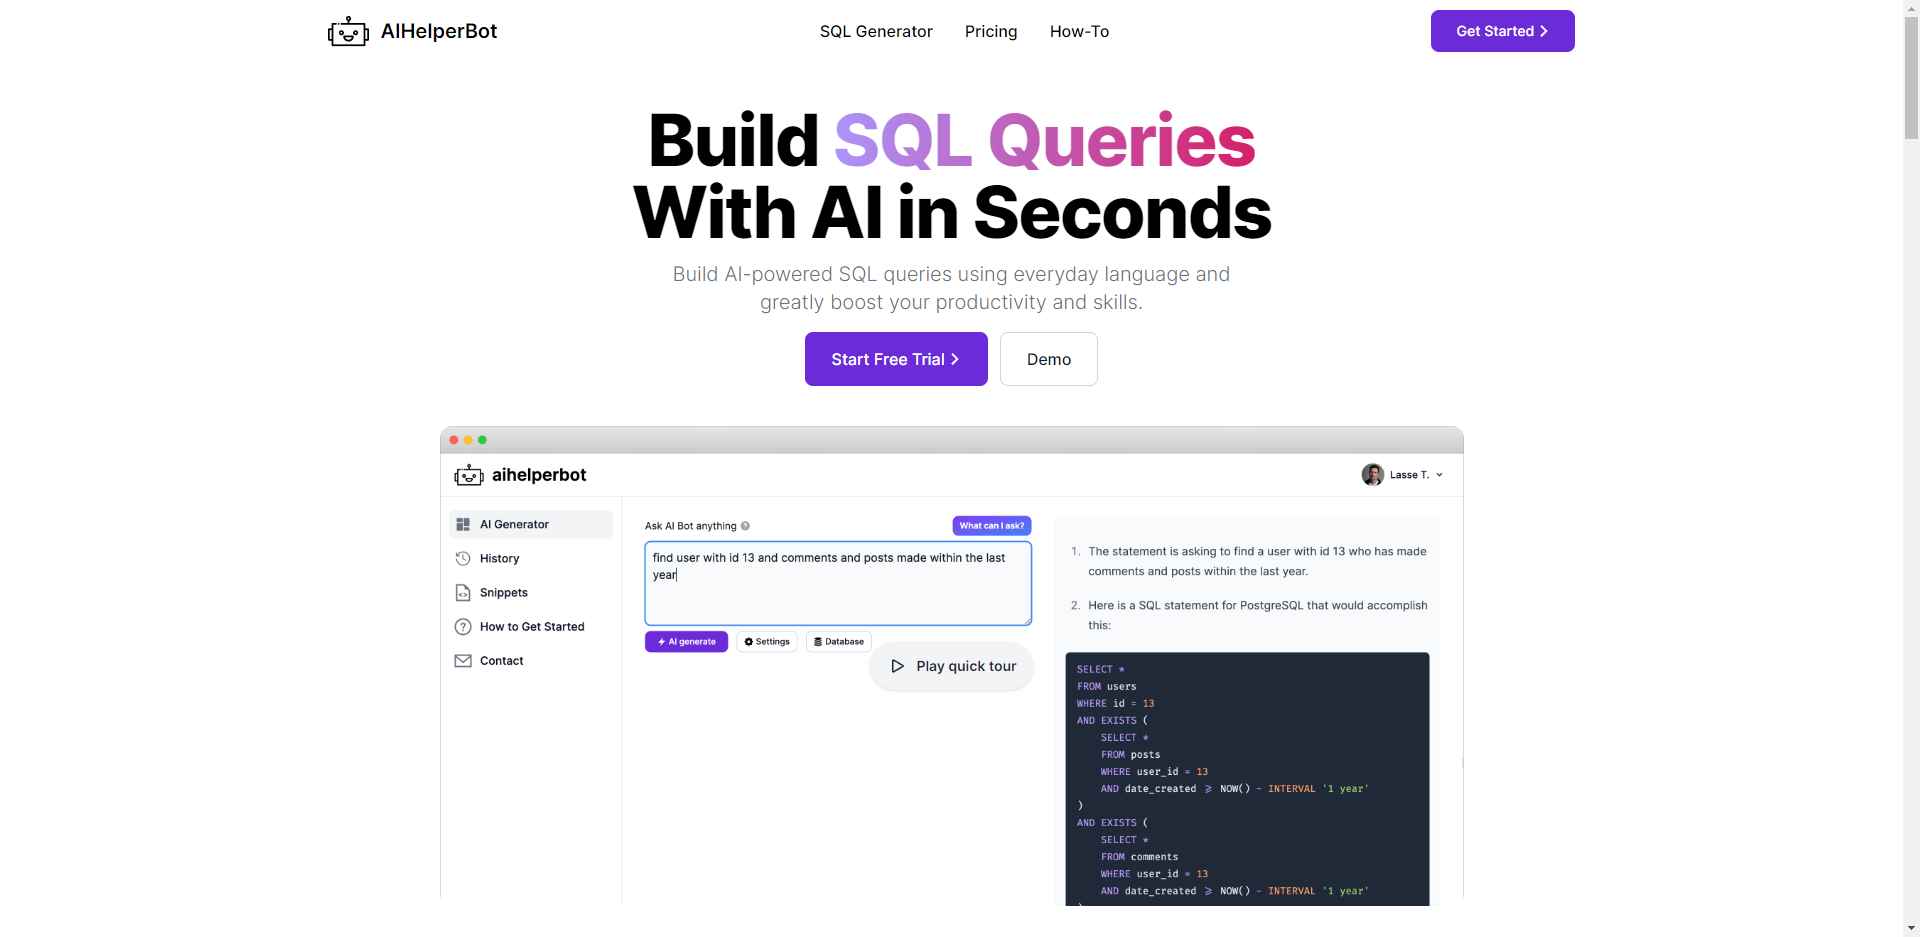 AIHelperBot
SQL Generator Pricing How-To
Get Started
Build SQL Queries
With AI in Seconds
Build AI-powered SQL queries using everyday language and
greatly boost your productivity and skills.
Start Free Trial
Demo
aihelperbot
Lasse T.
AI Generator
History
Snippets
How to Get Started
Contact
Ask AI Bot anything
What can I ask?
find user with id 13 and comments and posts made within the last
year
AI generate
Settings
Database
Play quick tour
1. The statement is asking to find a user with id 13 who has made
comments and posts within the last year.
2. Here is a SQL statement for PostgreSQL that would accomplish
this:
SELECT *
FROM users
WHERE id = 13
AND EXISTS (
SELECT *
FROM posts
WHERE user_id = 13
AND date_created >= NOW() - INTERVAL '1 year'
)
AND EXISTS (
SELECT *
FROM comments
WHERE user_id = 13
AND date_created >= NOW() - INTERVAL '1 year'